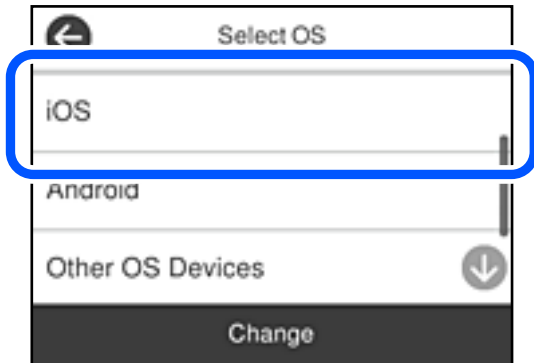 Select OS
iOS
Android
Other OS Devices
Change